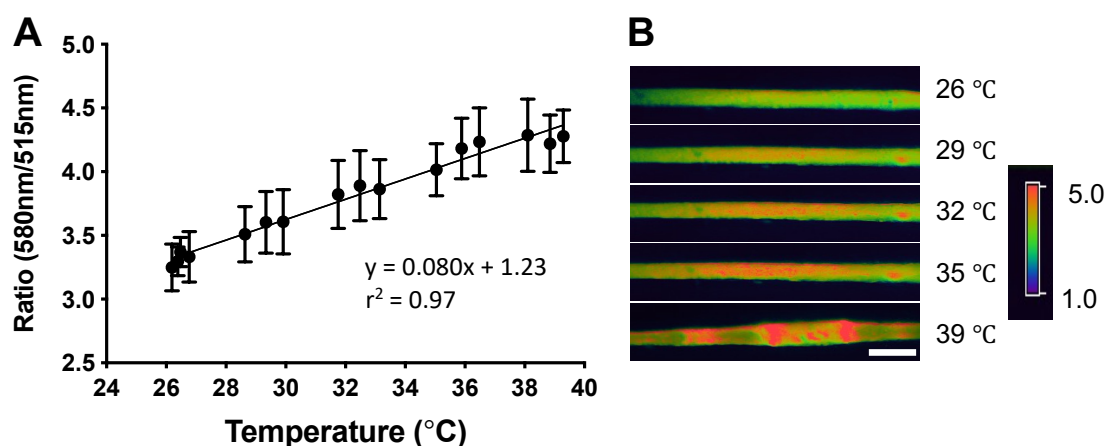 A
Ratio (580nm/515nm)
5.0
4.5
4.0
3.5
3.0
2.5
24 26 28 30 32 34 36 38 40
Temperature (°C)
y = 0.080x + 1.23
r² = 0.97
B
26 ℃
29 ℃
32 ℃
35 ℃
39 ℃
5.0
1.0